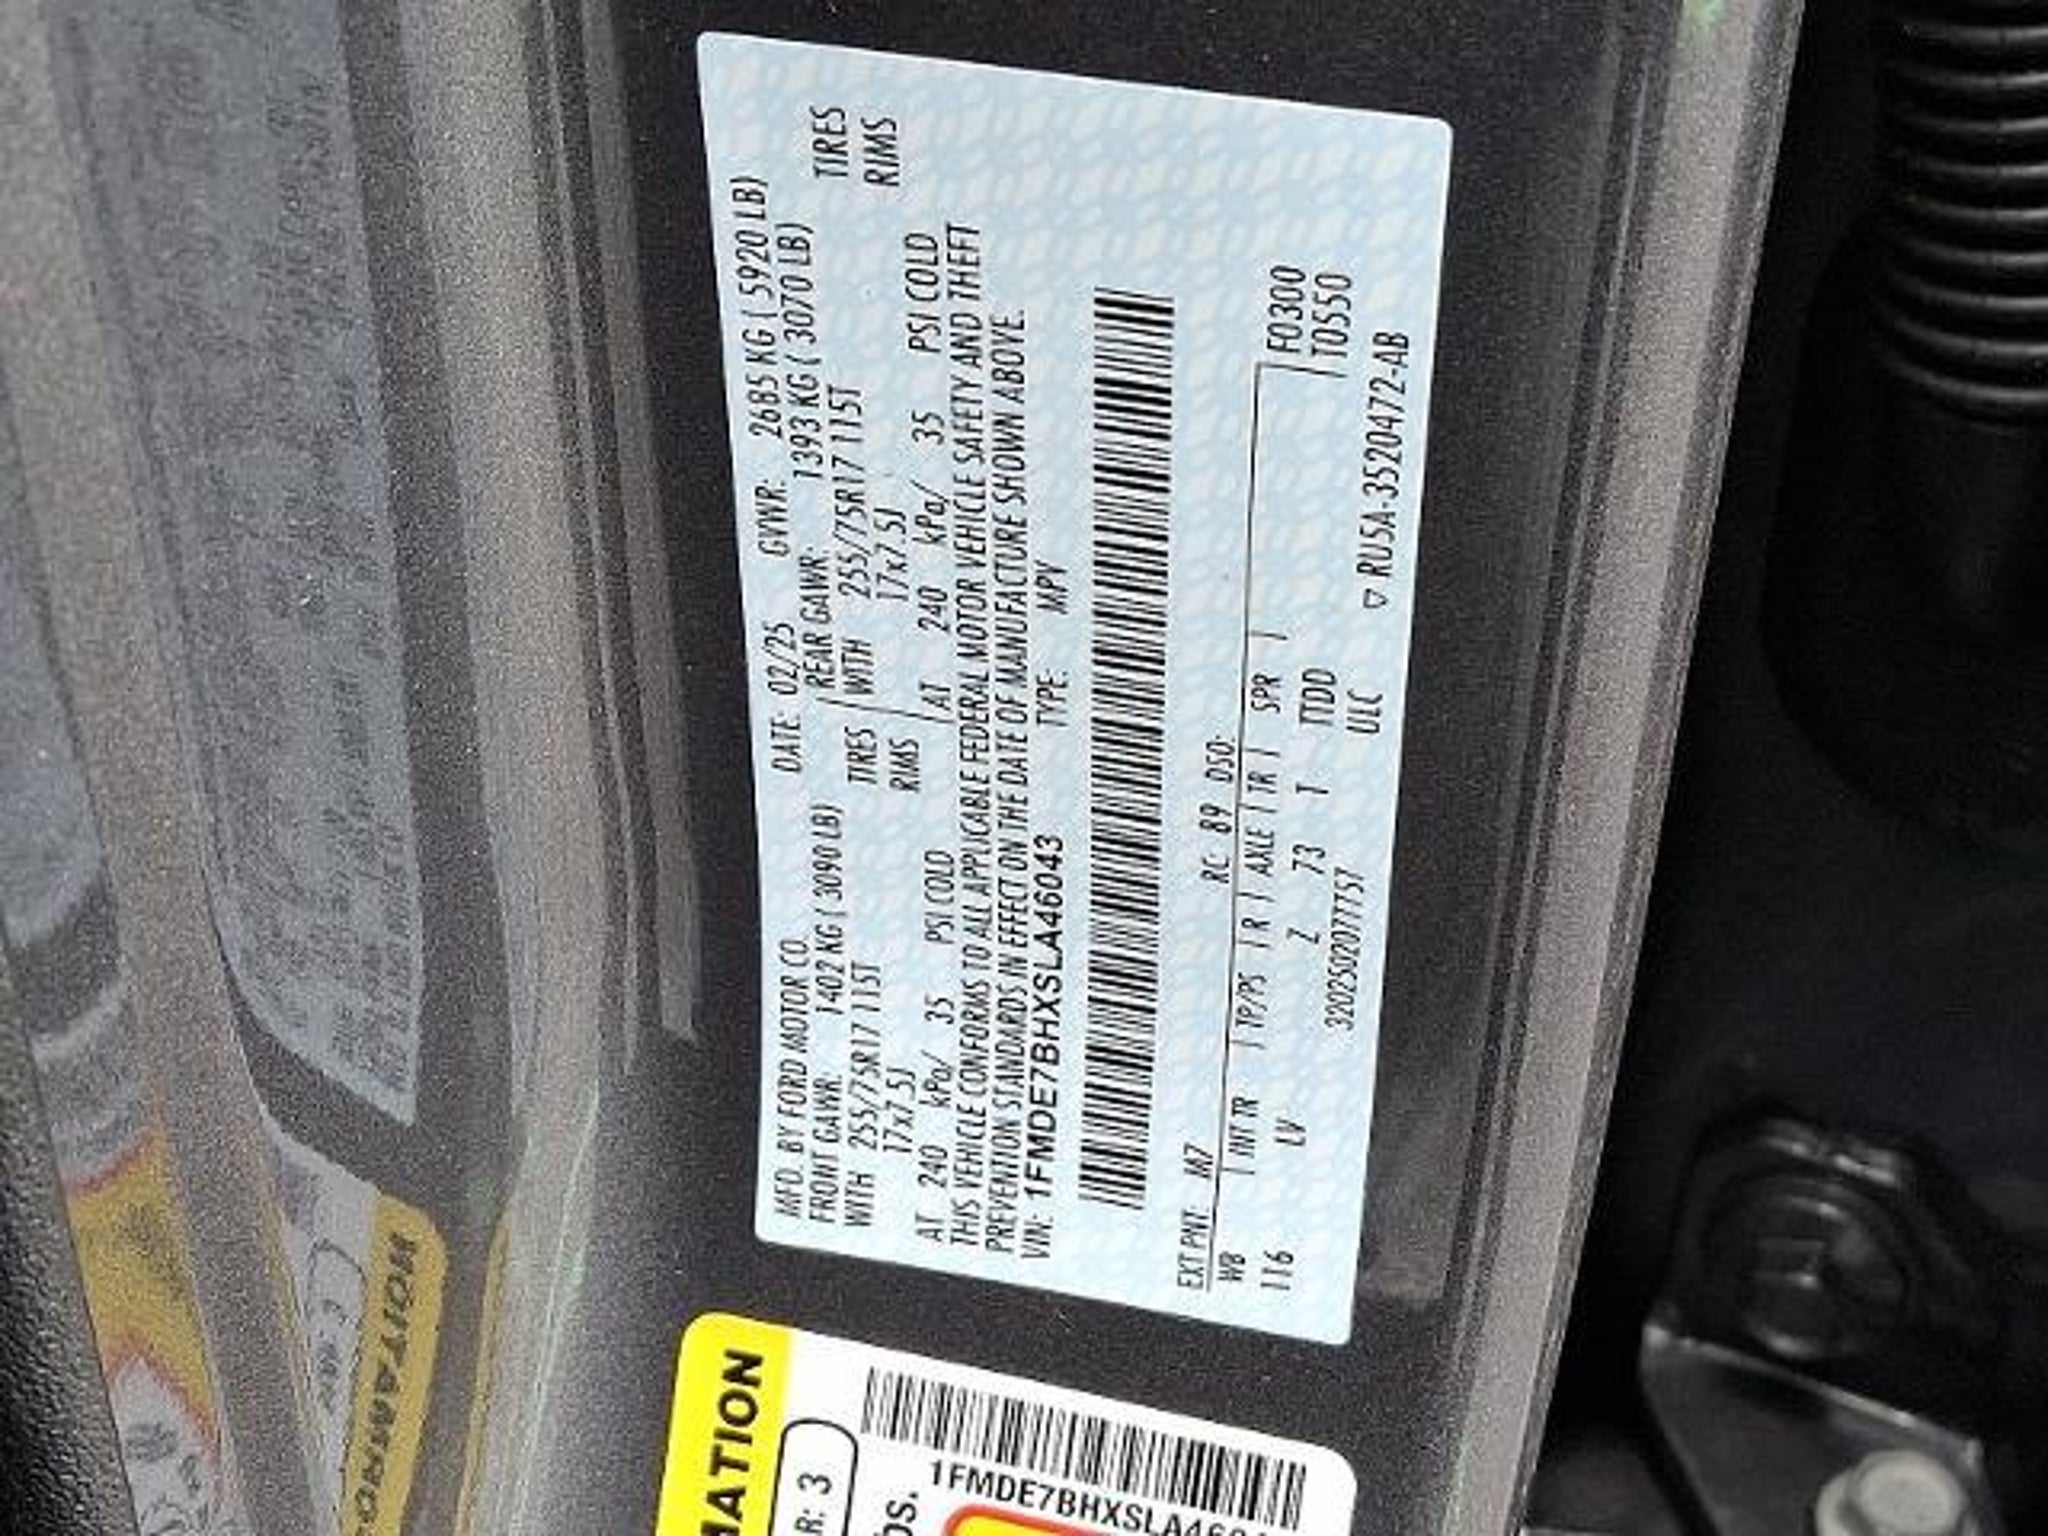 MFD. BY FORD MOTOR CO. DATE: 02/25 GVWR: 2685 KG ( 5920 LB)
FRONT GAWR: 1402 KG ( 3090 LB) REAR GAWR: 1393 KG ( 3070 LB)
WITH 255/75R17 115T TIRES WITH 255/75R17 115T TIRES
17x7.5J RIMS 17x7.5J RIMS
AT 240 kPa/ 35 PSI COLD AT 240 kPa/ 35 PSI COLD
THIS VEHICLE CONFORMS TO ALL APPLICABLE FEDERAL MOTOR VEHICLE SAFETY AND THEFT
PREVENTION STANDARDS IN EFFECT ON THE DATE OF MANUFACTURE SHOWN ABOVE.
VIN: 1FMDE7BHXSLA46043 TYPE: MPV
EXT PNT: M7 RC: 89 DSO:
WB INT TR TP/PS R AXLE TR SPR F0300
116 LV Z 73 T TTDD T0550
3202502077757 ULC ▽ RU5A-3520472-AB
MATION
R: 3
1FMDE7BHXSLA4604